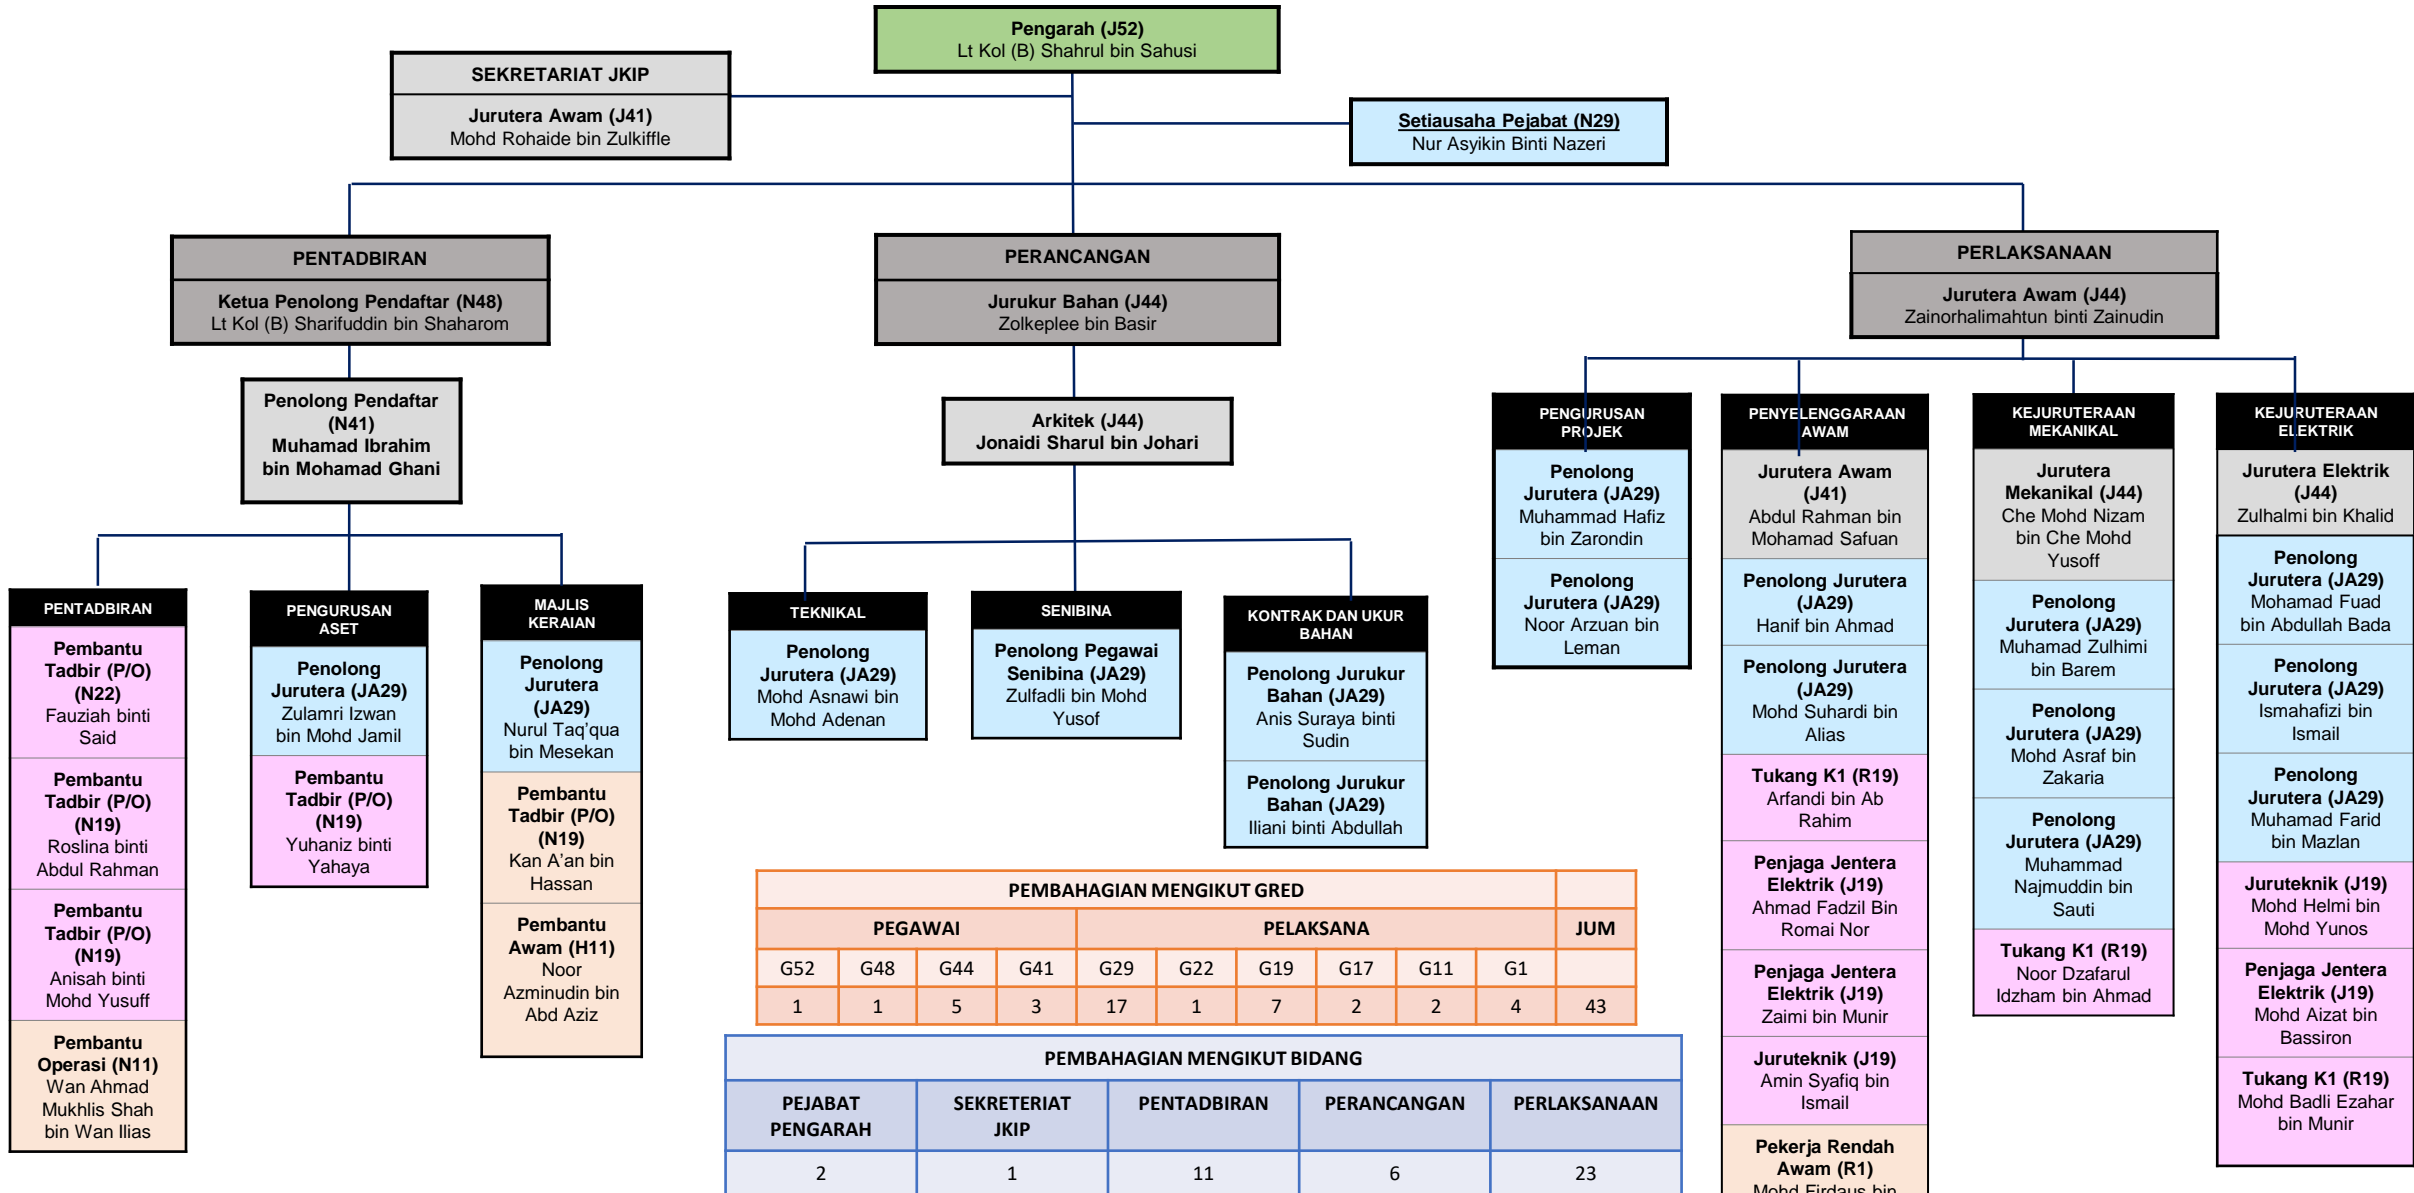 Pengarah (J52)
Lt Kol (B) Shahrul bin Sahusi
SEKRETARIAT JKIP
Jurutera Awam (J41)
Mohd Rohaide bin Zulkiffle
Setiausaha Pejabat (N29)
Nur Asyikin Binti Nazeri
PENTADBIRAN
Ketua Penolong Pendaftar (N48)
Lt Kol (B) Sharifuddin bin Shaharom
PERANCANGAN
Jurukur Bahan (J44)
Zolkeplee bin Basir
PERLAKSANAAN
Jurutera Awam (J44)
Zainorhalimahtun binti Zainudin
Penolong Pendaftar
(N41)
Muhamad Ibrahim
bin Mohamad Ghani
Arkitek (J44)
Jonaidi Sharul bin Johari
PENTADBIRAN
Pembantu
Tadbir (P/O)
(N22)
Fauziah binti
Said
Pembantu
Tadbir (P/O)
(N19)
Roslina binti
Abdul Rahman
Pembantu
Tadbir (P/O)
(N19)
Anisah binti
Mohd Yusuff
Pembantu
Operasi (N11)
Wan Ahmad
Mukhlis Shah
bin Wan Ilias
PENGURUSAN
ASET
Penolong
Jurutera (JA29)
Zulamri Izwan
bin Mohd Jamil
Pembantu
Tadbir (P/O)
(N19)
Yuhaniz binti
Yahaya
MAJLIS
KERAIAN
Penolong
Jurutera
(JA29)
Nurul Taq'qua
bin Mesekan
Pembantu
Tadbir (P/O)
(N19)
Kan A'an bin
Hassan
Pembantu
Awam (H11)
Noor
Azminudin bin
Abd Aziz
TEKNIKAL
Penolong
Jurutera (JA29)
Mohd Asnawi bin
Mohd Adenan
SENIBINA
Penolong Pegawai
Senibina (JA29)
Zulfadli bin Mohd
Yusof
KONTRAK DAN UKUR
BAHAN
Penolong Jurukur
Bahan (JA29)
Anis Suraya binti
Sudin
Penolong Jurukur
Bahan (JA29)
Iliani binti Abdullah
PENGURUSAN
PROJEK
Penolong
Jurutera (JA29)
Muhammad Hafiz
bin Zarondin
Penolong
Jurutera (JA29)
Noor Arzuan bin
Leman
PENYELENGGARAAN
AWAM
Jurutera Awam
(J41)
Abdul Rahman bin
Mohamad Safuan
Penolong Jurutera
(JA29)
Hanif bin Ahmad
Penolong Jurutera
(JA29)
Mohd Suhardi bin
Alias
Tukang K1 (R19)
Arfandi bin Ab
Rahim
Penjaga Jentera
Elektrik (J19)
Ahmad Fadzil Bin
Romai Nor
Penjaga Jentera
Elektrik (J19)
Zaimi bin Munir
Juruteknik (J19)
Amin Syafiq bin
Ismail
Pekerja Rendah
Awam (R1)
Mohd Firdaus bin
KEJURUTERAAN
MEKANIKAL
Jurutera
Mekanikal (J44)
Che Mohd Nizam
bin Che Mohd
Yusoff
Penolong
Jurutera (JA29)
Muhamad Zulhimi
bin Barem
Penolong
Jurutera (JA29)
Mohd Asraf bin
Zakaria
Penolong
Jurutera (JA29)
Muhammad
Najmuddin bin
Sauti
Tukang K1 (R19)
Noor Dzafarul
Idzham bin Ahmad
KEJURUTERAAN
ELEKTRIK
Jurutera Elektrik
(J44)
Zulhalmi bin Khalid
Penolong
Jurutera (JA29)
Mohamad Fuad
bin Abdullah Bada
Penolong
Jurutera (JA29)
Ismahafizi bin
Ismail
Penolong
Jurutera (JA29)
Muhamad Farid
bin Mazlan
Juruteknik (J19)
Mohd Helmi bin
Mohd Yunos
Penjaga Jentera
Elektrik (J19)
Mohd Aizat bin
Bassiron
Tukang K1 (R19)
Mohd Badli Ezahar
bin Munir
PEMBAHAGIAN MENGIKUT GRED
PEGAWAI PELAKSANA JUM
G52 G48 G44 G41 G29 G22 G19 G17 G11 G1
1 1 5 3 17 1 7 2 2 4 43
PEMBAHAGIAN MENGIKUT BIDANG
PEJABAT
PENGARAH
SEKRETERIAT
JKIP
PENTADBIRAN
PERANCANGAN
PERLAKSANAAN
2 1 11 6 23